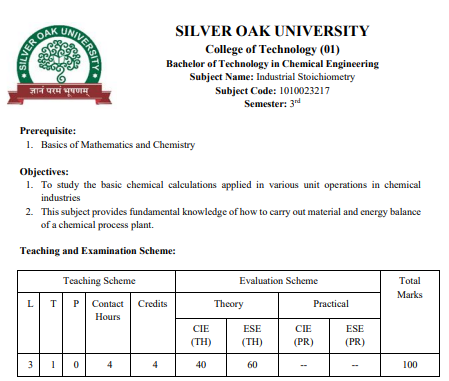 SILVER OAK UNIVERSITY
ज्ञानं परमं भूषणम्
SILVER OAK UNIVERSITY
College of Technology (01)
Bachelor of Technology in Chemical Engineering
Subject Name: Industrial Stoichiometry
Subject Code: 1010023217
Semester: 3rd
Prerequisite:
1. Basics of Mathematics and Chemistry
Objectives:
1. To study the basic chemical calculations applied in various unit operations in chemical
industries
2. This subject provides fundamental knowledge of how to carry out material and energy balance
of a chemical process plant.
Teaching and Examination Scheme:
Teaching Scheme Evaluation Scheme Total
Marks
L T P Contact
Hours Credits Theory Practical
CIE
(TH) ESE
(TH) CIE
(PR) ESE
(PR)
3 1 0 4 4 40 60 -- -- 100